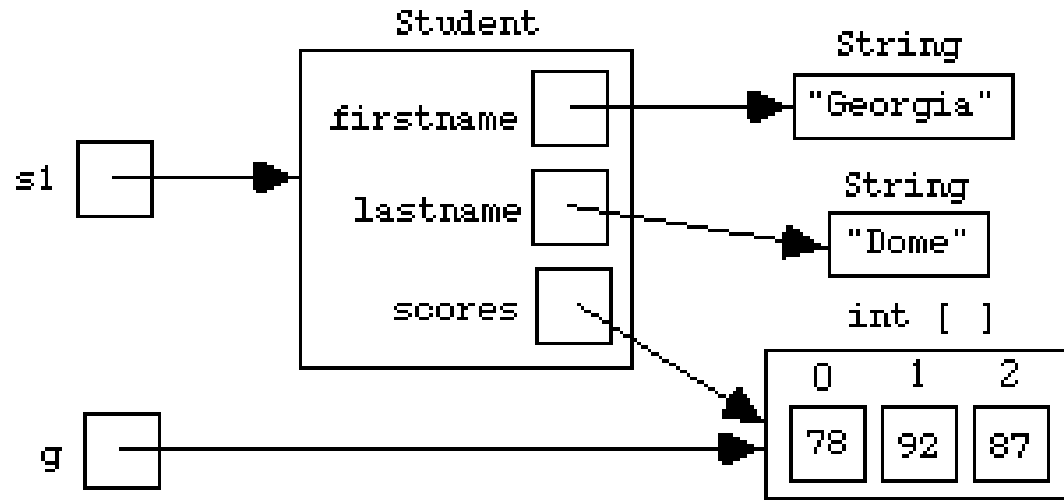 Student
String
firstname
"Georgia"
s1
String
lastname
"Dome"
scores
int [ ]
0 1 2
g
78 92 87